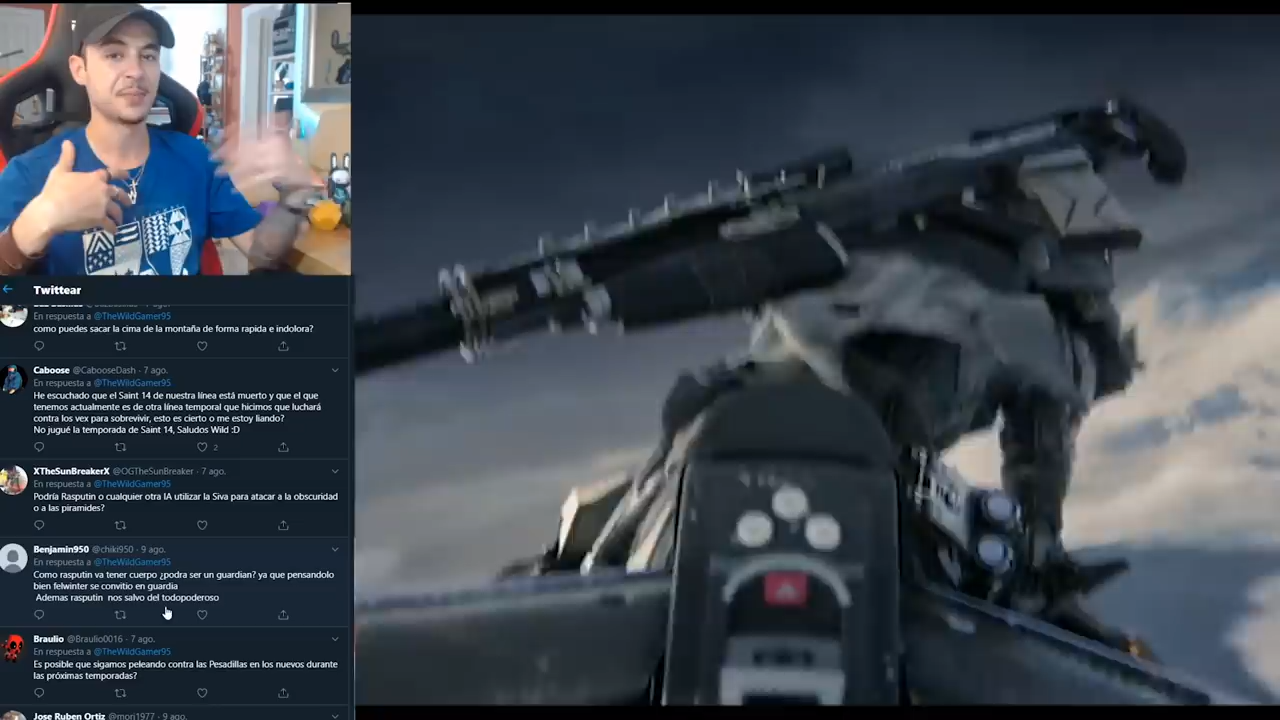 Twittear
En respuesta a @TheWildGamer95
como puedes sacar la cima de la montaña de forma rapida e indolora?
Caboose @CabooseDash · 7 ago.
En respuesta a @TheWildGamer95
He escuchado que el Saint 14 de nuestra línea está muerto y que el que
tenemos actualmente es de otra línea temporal que hicimos que luchará
contra los vex para sobrevivir, esto es cierto o me estoy liando?
No jugué la temporada de Saint 14, Saludos Wild :D
2
XTheSunBreakerX @OGTheSunBreaker · 7 ago.
En respuesta a @TheWildGamer95
Podría Rasputin o cualquier otra IA utilizar la Siva para atacar a la obscuridad
o a las piramides?
Benjamin950 @chiki950 · 9 ago.
En respuesta a @TheWildGamer95
Como rasputin va tener cuerpo ¿podra ser un guardian? ya que pensandolo
bien felwinter se convitio en guardia
Ademas rasputin nos salvo del todopoderoso
Braulio @Braulio0016 · 7 ago.
En respuesta a @TheWildGamer95
Es posible que sigamos peleando contra las Pesadillas en los nuevos durante
las próximas temporadas?
Jose Ruben Ortiz @mori1977 · 9 ago.